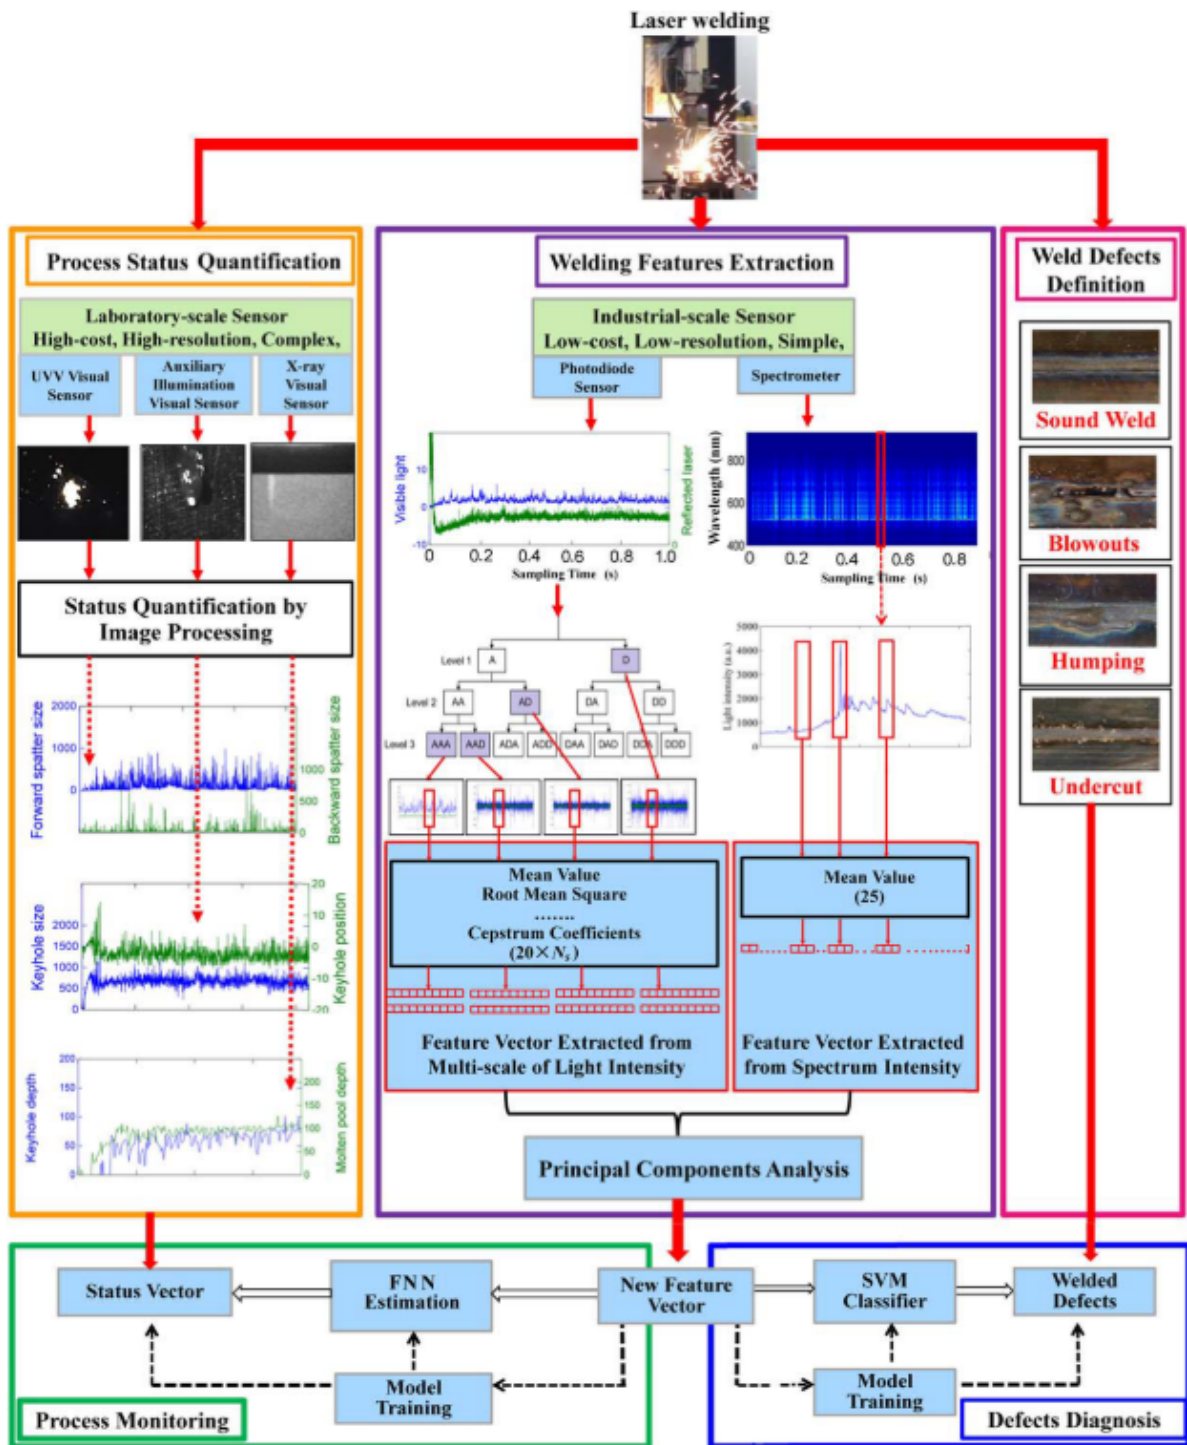 Laser welding
Process Status Quantification
Laboratory-scale Sensor
High-cost, High-resolution, Complex,
UVV Visual
Sensor
Auxiliary
Illumination
Visual Sensor
X-ray
Visual
Sensor
Status Quantification by
Image Processing
Forward spatter size
2000
1000
0
Backward spatter size
1000
500
0
Keyhole size
2000
1500
1000
500
0
Keyhole position
20
10
0
-10
-20
Keyhole depth
200
150
100
50
0
Molten pool depth
200
150
100
50
0
Welding Features Extraction
Industrial-scale Sensor
Low-cost, Low-resolution, Simple,
Photodiode
Sensor
Spectrometer
Visible light
10
0
-10
Reflected laser
0
0 0.2 0.4 0.6 0.8 1.0
Sampling Time (s)
Wavelength (nm)
800
600
400
0 0.2 0.4 0.6 0.8
Sampling Time (s)
Level 1
A
D
Level 2
AA
AD
DA
DD
Level 3
AAA
AAD
ADA
ADD
DAA
DAD
DDA
DDD
Light intensity (a.u.)
5000
4000
3000
2000
1000
0
Mean Value
Root Mean Square
.......
Cepstrum Coefficients
(20×Ns)
Feature Vector Extracted from
Multi-scale of Light Intensity
Mean Value
(25)
Feature Vector Extracted
from Spectrum Intensity
Principal Components Analysis
Weld Defects
Definition
Sound Weld
Blowouts
Humping
Undercut
Status Vector
FNN
Estimation
New Feature
Vector
SVM
Classifier
Welded
Defects
Model
Training
Model
Training
Process Monitoring
Defects Diagnosis